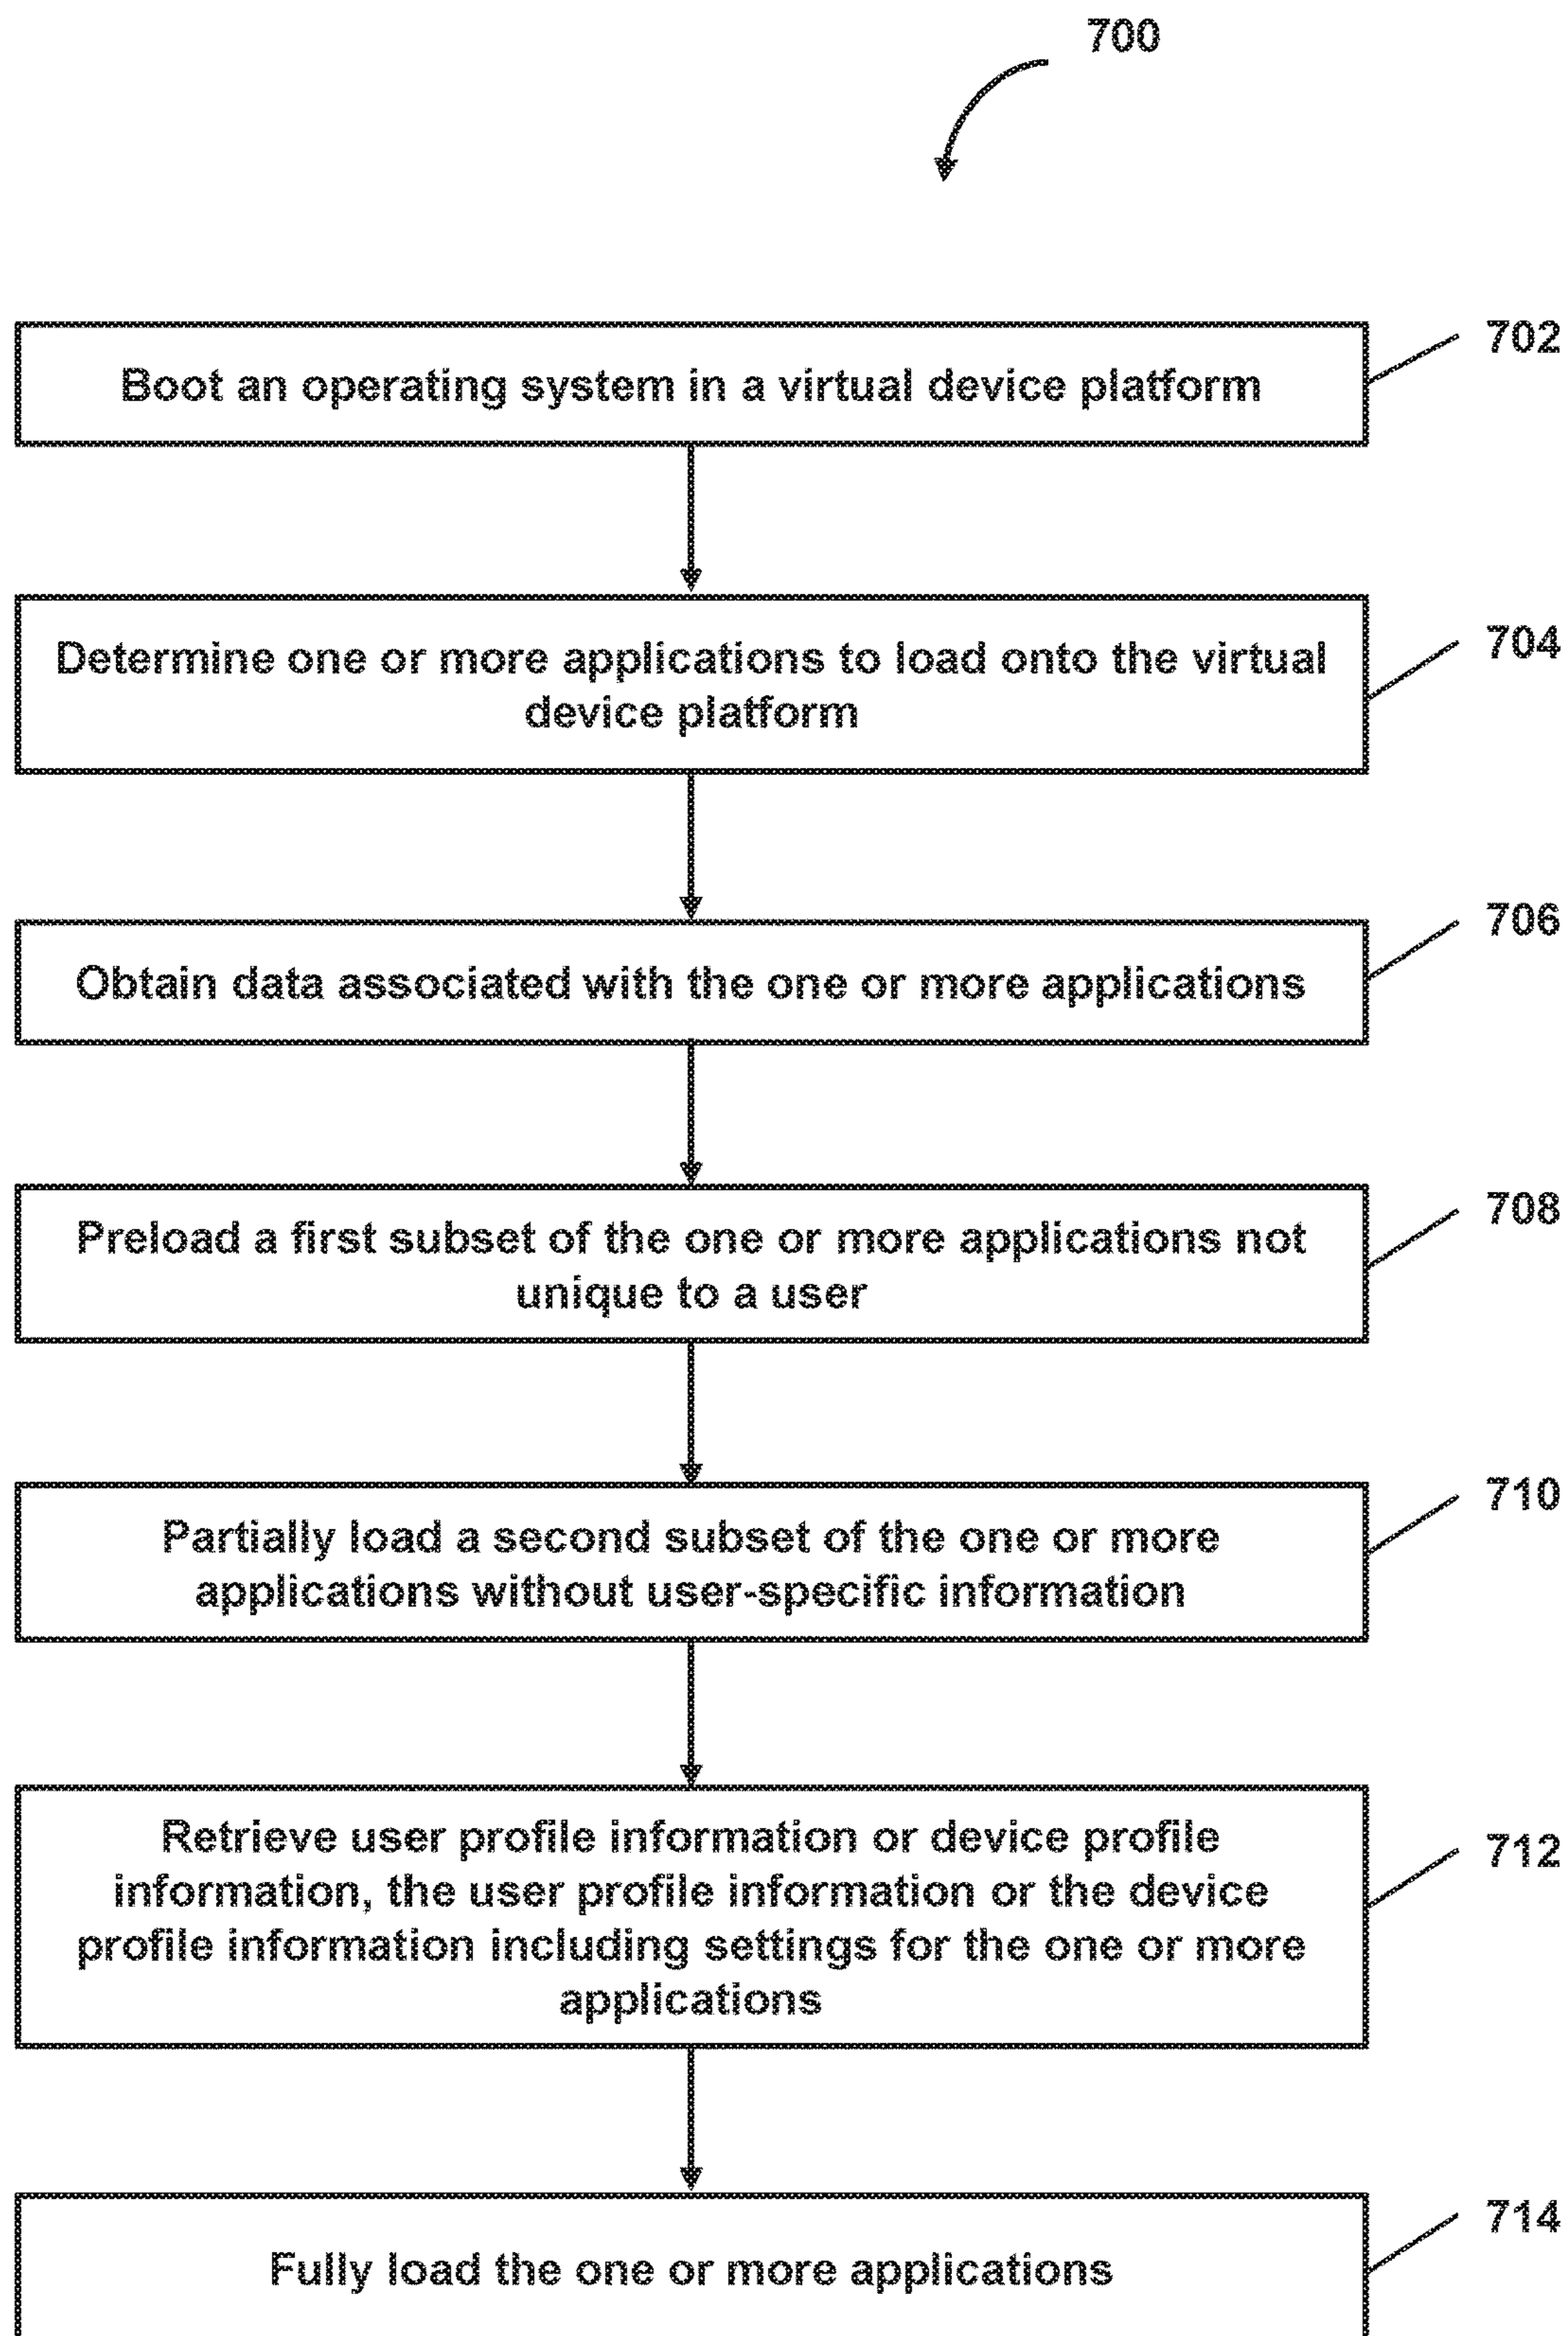 700
Boot an operating system in a virtual device platform
702
Determine one or more applications to load onto the virtual
device platform
704
Obtain data associated with the one or more applications
706
Preload a first subset of the one or more applications not
unique to a user
708
Partially load a second subset of the one or more
applications without user-specific information
710
Retrieve user profile information or device profile
information, the user profile information or the device
profile information including settings for the one or more
applications
712
Fully load the one or more applications
714